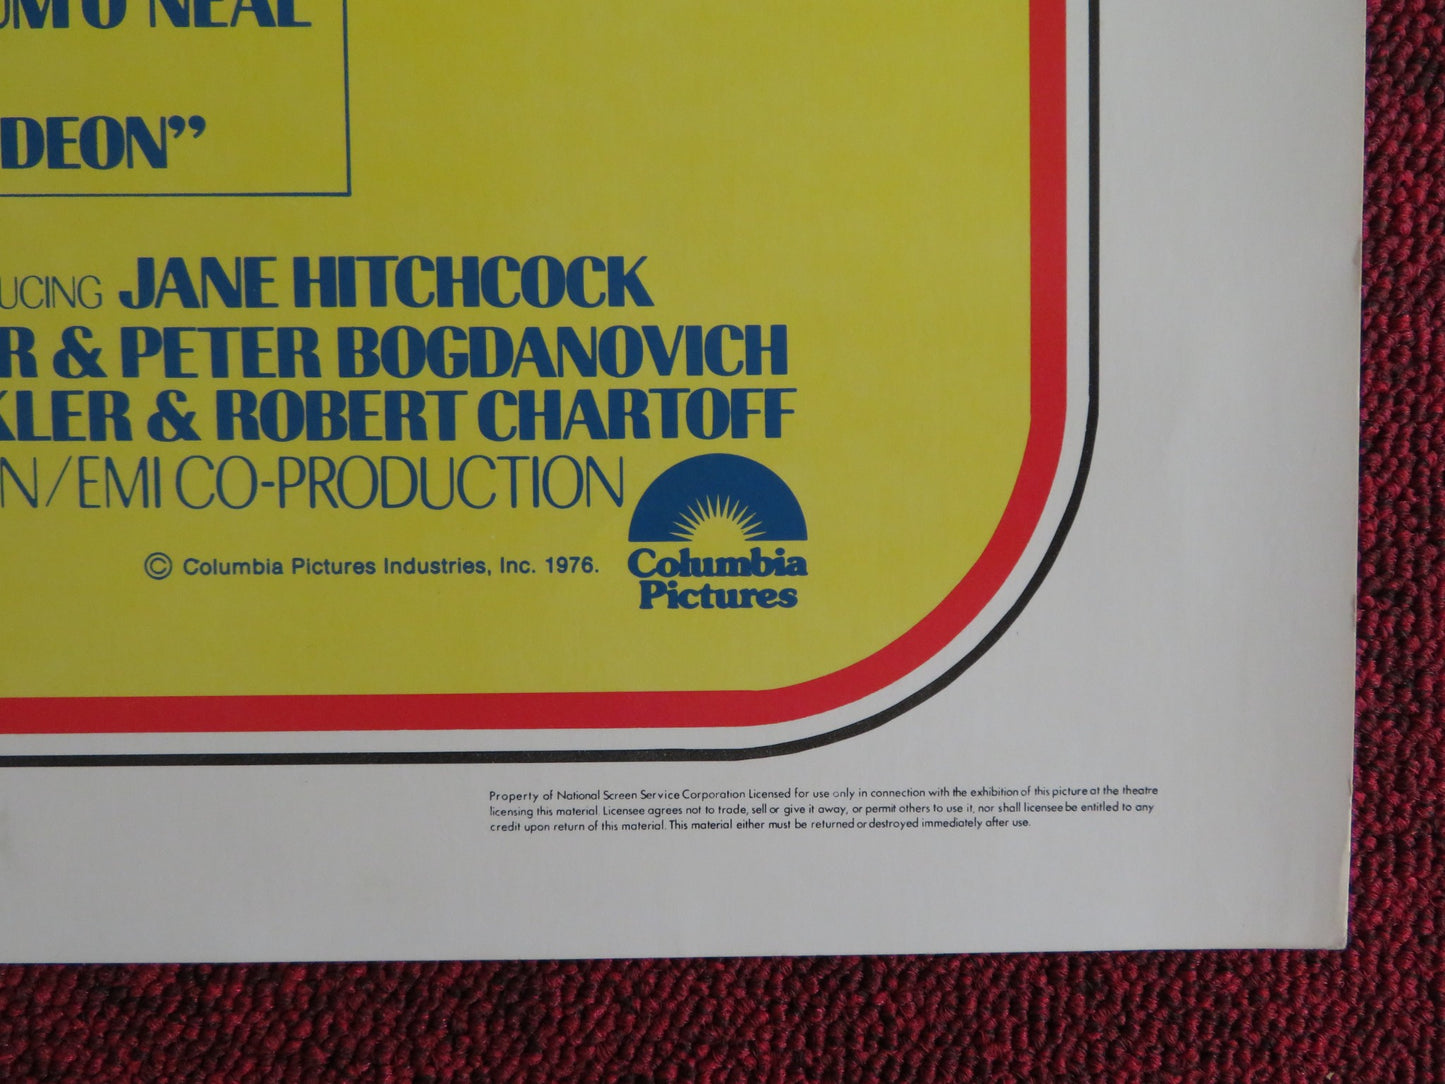 UM O'NEAL
DEON”
UCING JANE HITCHCOCK
R & PETER BOGDANOVICH
KLER & ROBERT CHARTOFF
N/EMI CO-PRODUCTION
© Columbia Pictures Industries, Inc. 1976.
Columbia
Pictures
Property of National Screen Service Corporation Licensed for use only in connection with the exhibition of this picture at the theatre
licensing this material. Licensee agrees not to trade, sell or give it away, or permit others to use it, nor shall licensee be entitled to any
credit upon return of this material. This material either must be returned or destroyed immediately after use.